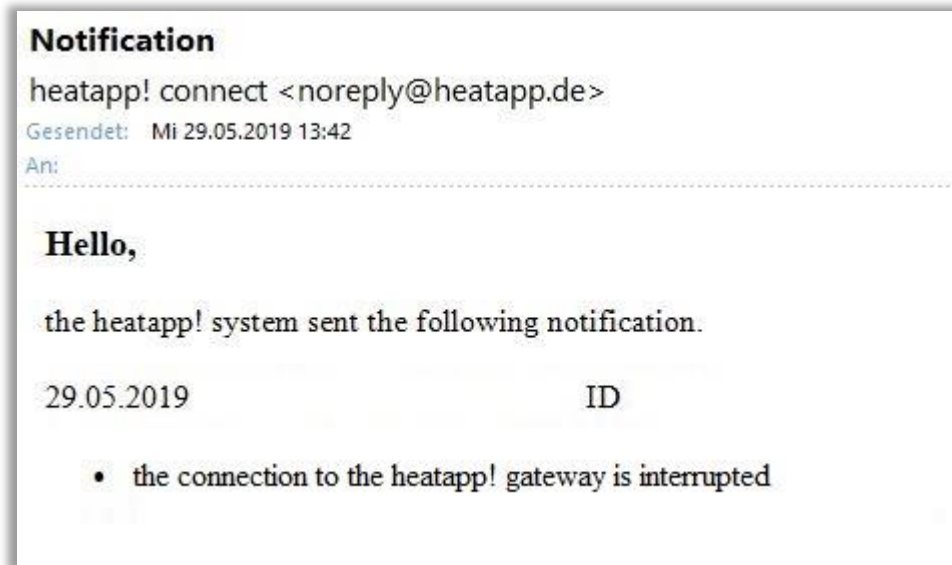 Notification
heatapp! connect <noreply@heatapp.de>
Gesendet: Mi 29.05.2019 13:42
An:
Hello,
the heatapp! system sent the following notification.
29.05.2019 ID
• the connection to the heatapp! gateway is interrupted